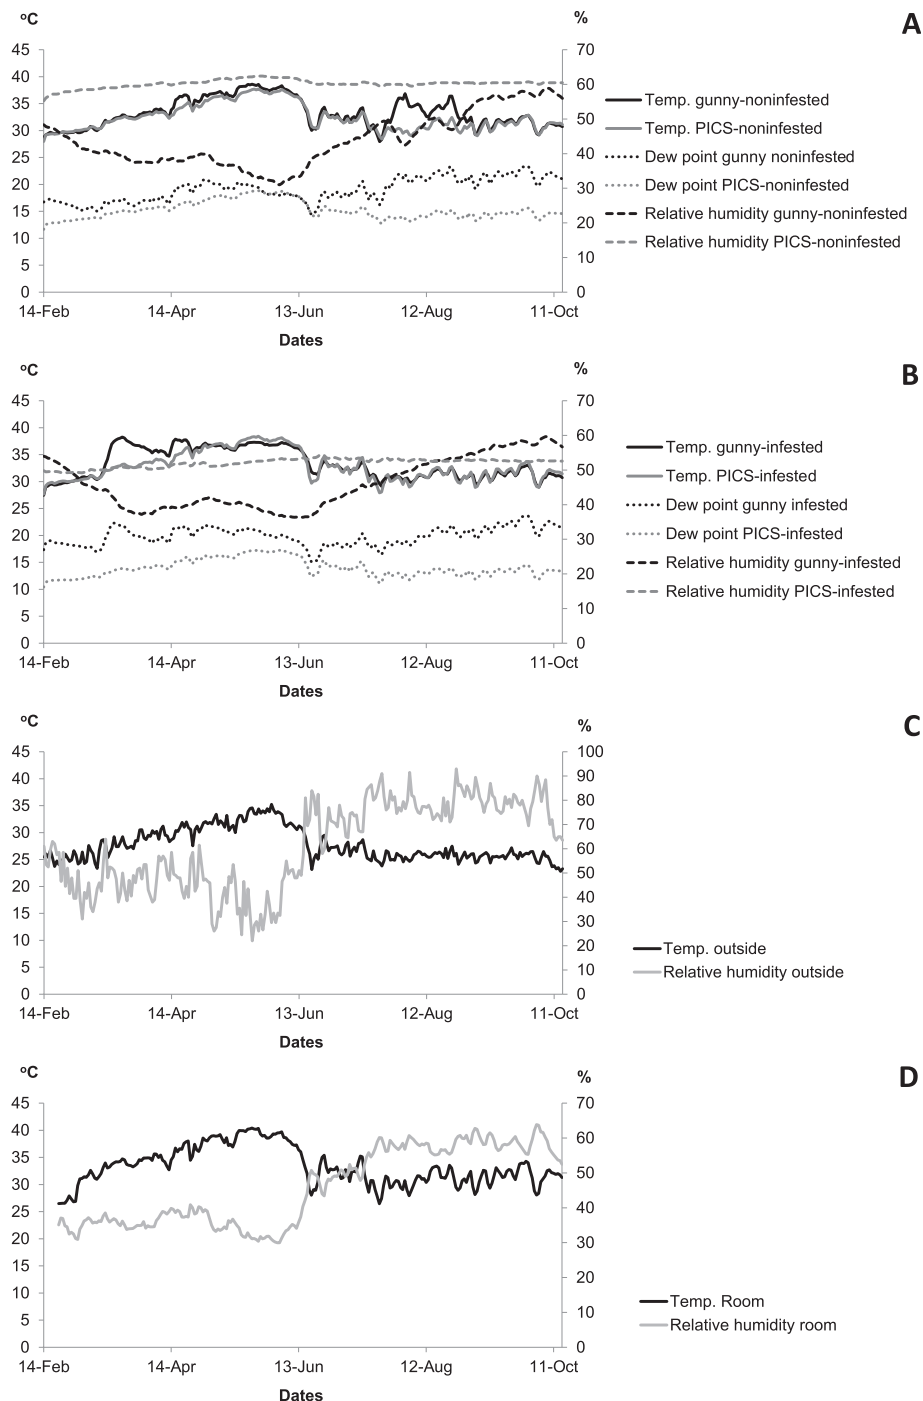 ºC
%
A
45
40
35
30
25
20
15
10
5
0
70
60
50
40
30
20
10
0
14-Feb 14-Apr 13-Jun 12-Aug 11-Oct
Dates
Temp. gunny-noninfested
Temp. PICS-noninfested
Dew point gunny noninfested
Dew point PICS-noninfested
Relative humidity gunny-noninfested
Relative humidity PICS-noninfested
ºC
%
B
45
40
35
30
25
20
15
10
5
0
70
60
50
40
30
20
10
0
14-Feb 14-Apr 13-Jun 12-Aug 11-Oct
Dates
Temp. gunny-infested
Temp. PICS-infested
Dew point gunny infested
Dew point PICS-infested
Relative humidity gunny-infested
Relative humidity PICS-infested
ºC
%
C
45
40
35
30
25
20
15
10
5
0
100
90
80
70
60
50
40
30
20
10
0
14-Feb 14-Apr 13-Jun 12-Aug 11-Oct
Dates
Temp. outside
Relative humidity outside
ºC
%
D
45
40
35
30
25
20
15
10
5
0
70
60
50
40
30
20
10
0
14-Feb 14-Apr 13-Jun 12-Aug 11-Oct
Dates
Temp. Room
Relative humidity room